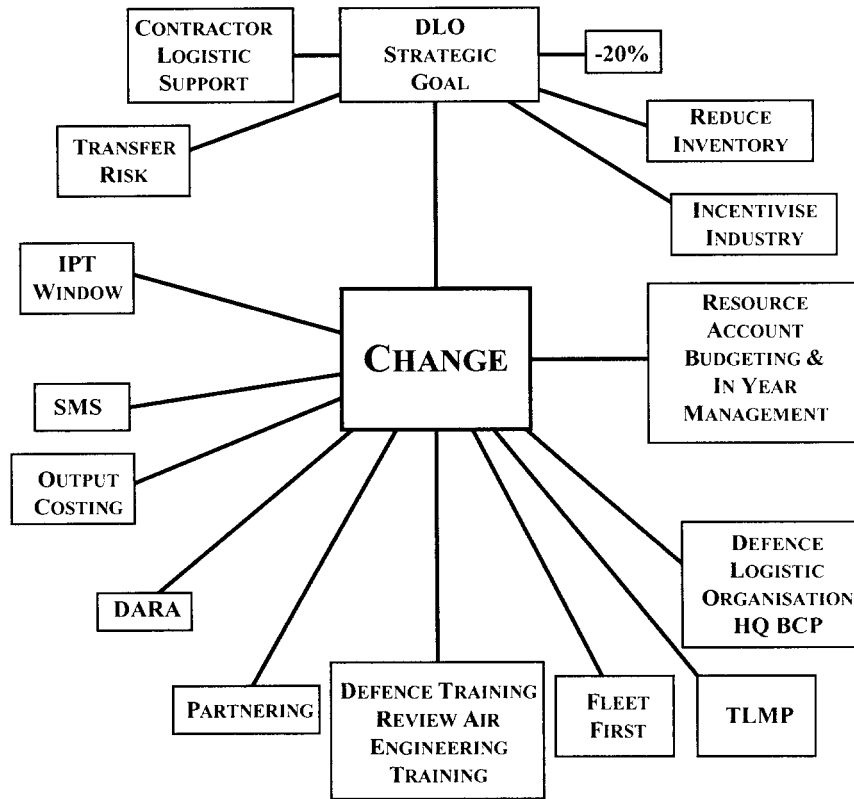 CONTRACTOR
LOGISTIC
SUPPORT
DLO
STRATEGIC
GOAL
-20%
TRANSFER
RISK
REDUCE
INVENTORY
INCENTIVISE
INDUSTRY
IPT
WINDOW
CHANGE
RESOURCE
ACCOUNT
BUDGETING &
IN YEAR
MANAGEMENT
SMS
OUTPUT
COSTING
DEFENCE
LOGISTIC
ORGANISATION
HQ BCP
DARA
PARTNERING
DEFENCE TRAINING
REVIEW AIR
ENGINEERING
TRAINING
FLEET
FIRST
TLMP